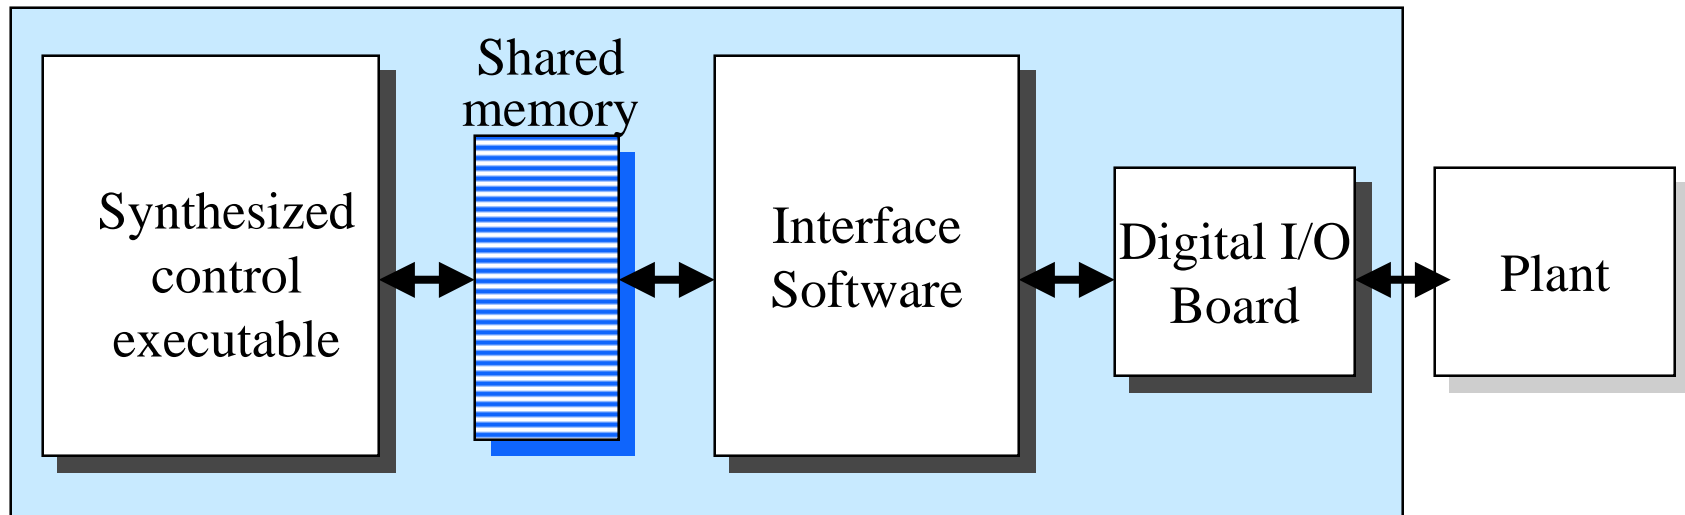 Shared
memory
Synthesized
control
executable
Interface
Software
Digital I/O
Board
Plant